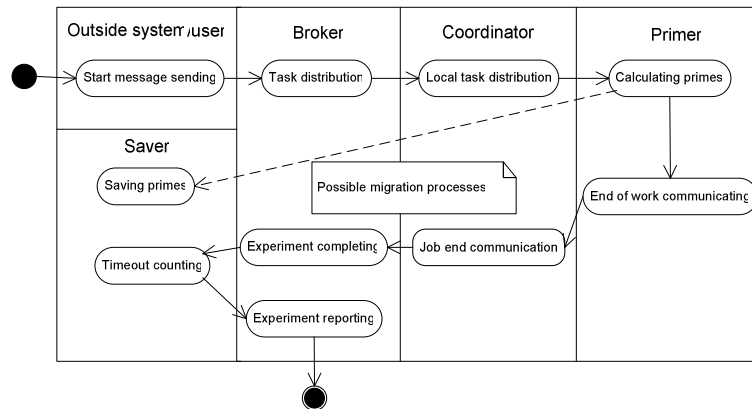 Outside system/user
Broker
Coordinator
Primer
Start message sending
Task distribution
Local task distribution
Calculating primes
Saver
Saving primes
Possible migration processes
End of work communicating
Timeout counting
Experiment completing
Job end communication
Experiment reporting